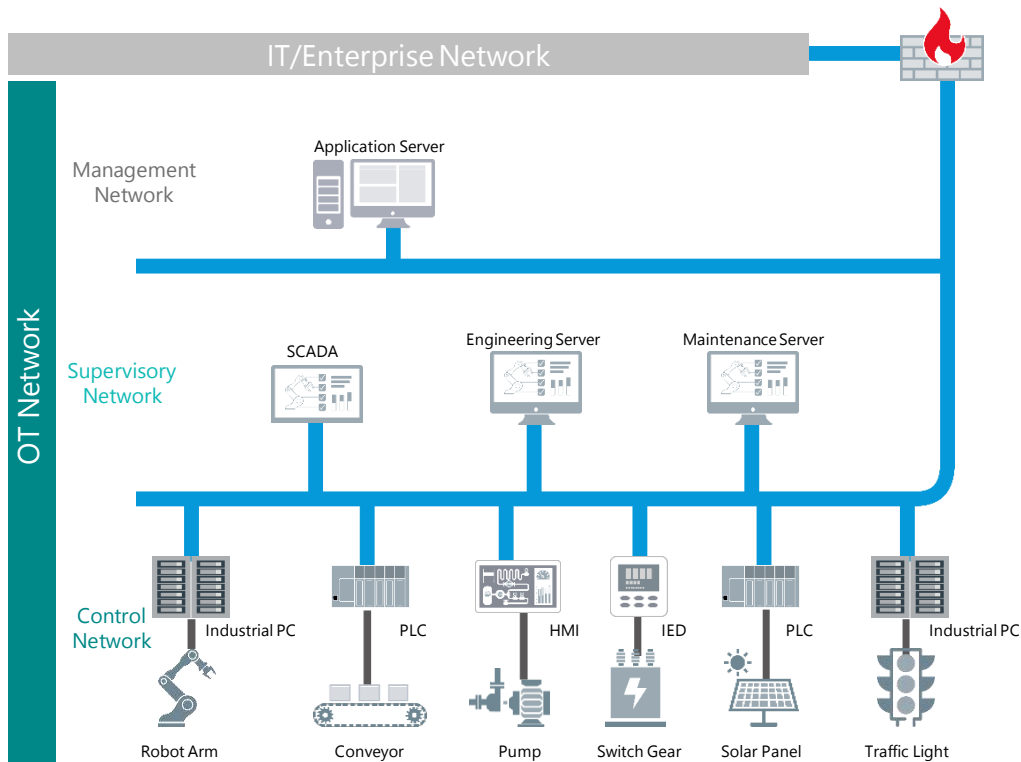 IT/Enterprise Network
OT Network
Management
Network
Application Server
Supervisory
Network
SCADA
Engineering Server
Maintenance Server
Control
Network
Industrial PC
PLC
HMI
IED
PLC
Industrial PC
Robot Arm
Conveyor
Pump
Switch Gear
Solar Panel
Traffic Light